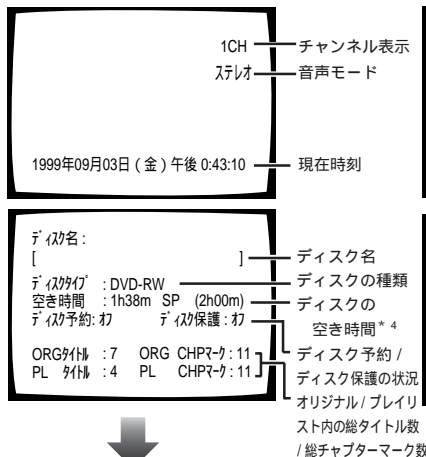 1CH
チャンネル表示
ｽﾃﾚｵ
音声モード
1999年09月03日（金）午後 0:43:10
現在時刻
ﾃﾞｨｽｸ名 :
[ ]
ディスク名
ﾃﾞｨｽｸﾀｲﾌﾟ : DVD-RW
ディスクの種類
空き時間 : 1h38m SP (2h00m)
ディスクの
空き時間＊4
ﾃﾞｨｽｸ予約: ｵﾌ ﾃﾞｨｽｸ保護 : ｵﾌ
ディスク予約 /
ディスク保護の状況
ORGﾀｲﾄﾙ : 7 ORG CHPﾏｰｸ : 11
PL ﾀｲﾄﾙ : 4 PL CHPﾏｰｸ : 11
オリジナル / プレイリ
スト内の総タイトル数
/ 総チャプターマーク数